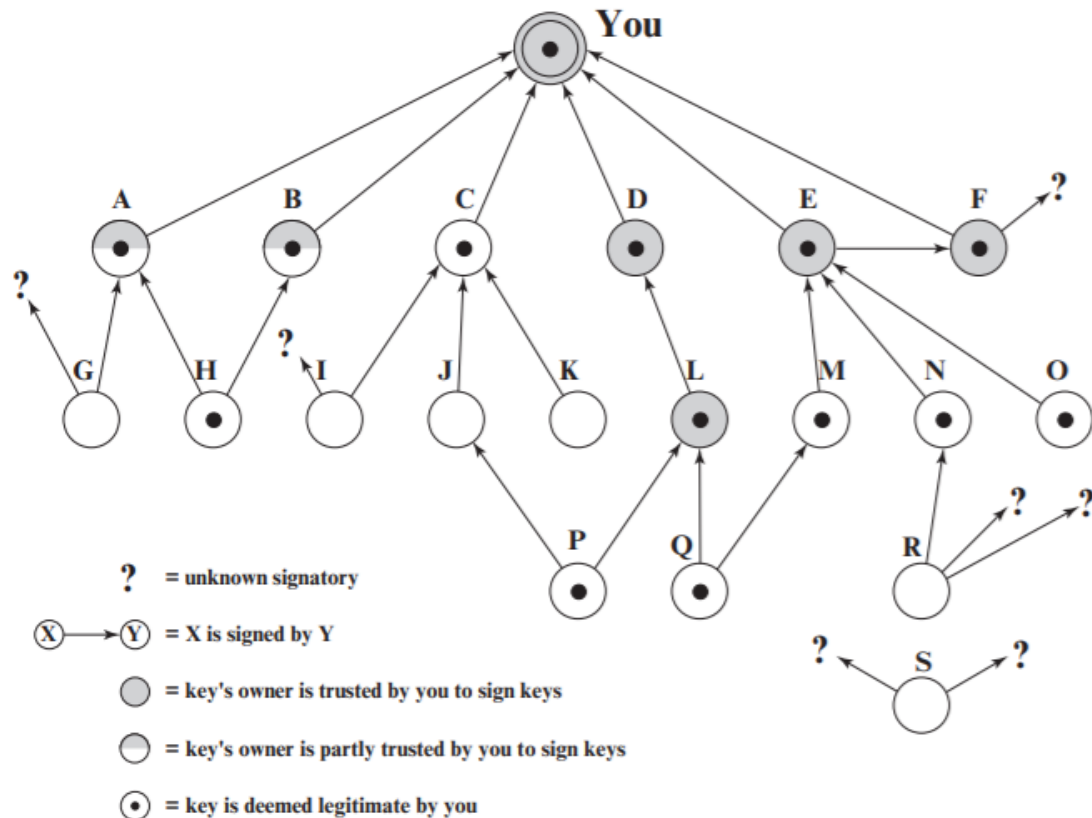 You
A B C D E F ?
?
G H ? I J K L M N O
? ?
P Q R
? = unknown signatory
? S ?
X Y = X is signed by Y
= key's owner is trusted by you to sign keys
= key's owner is partly trusted by you to sign keys
= key is deemed legitimate by you